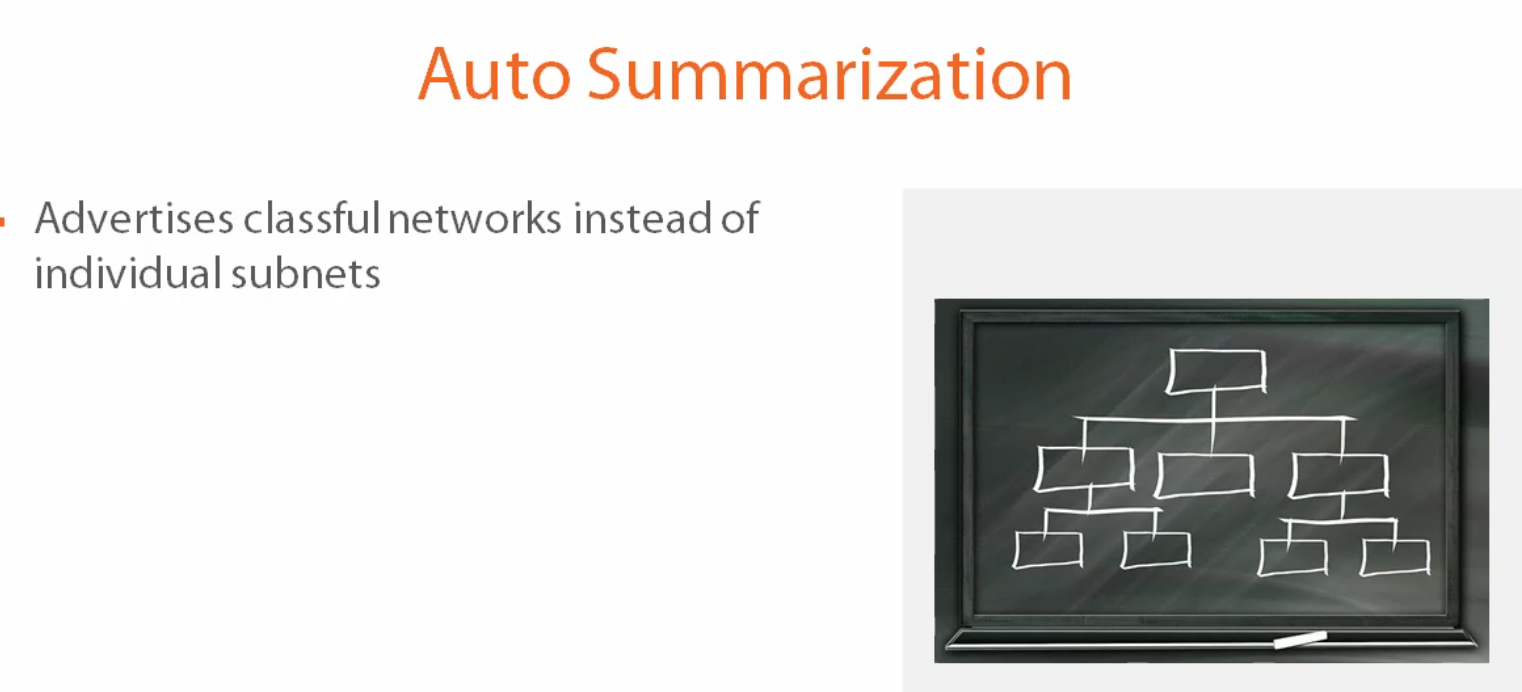 Auto Summarization
Advertises classful networks instead of
individual subnets